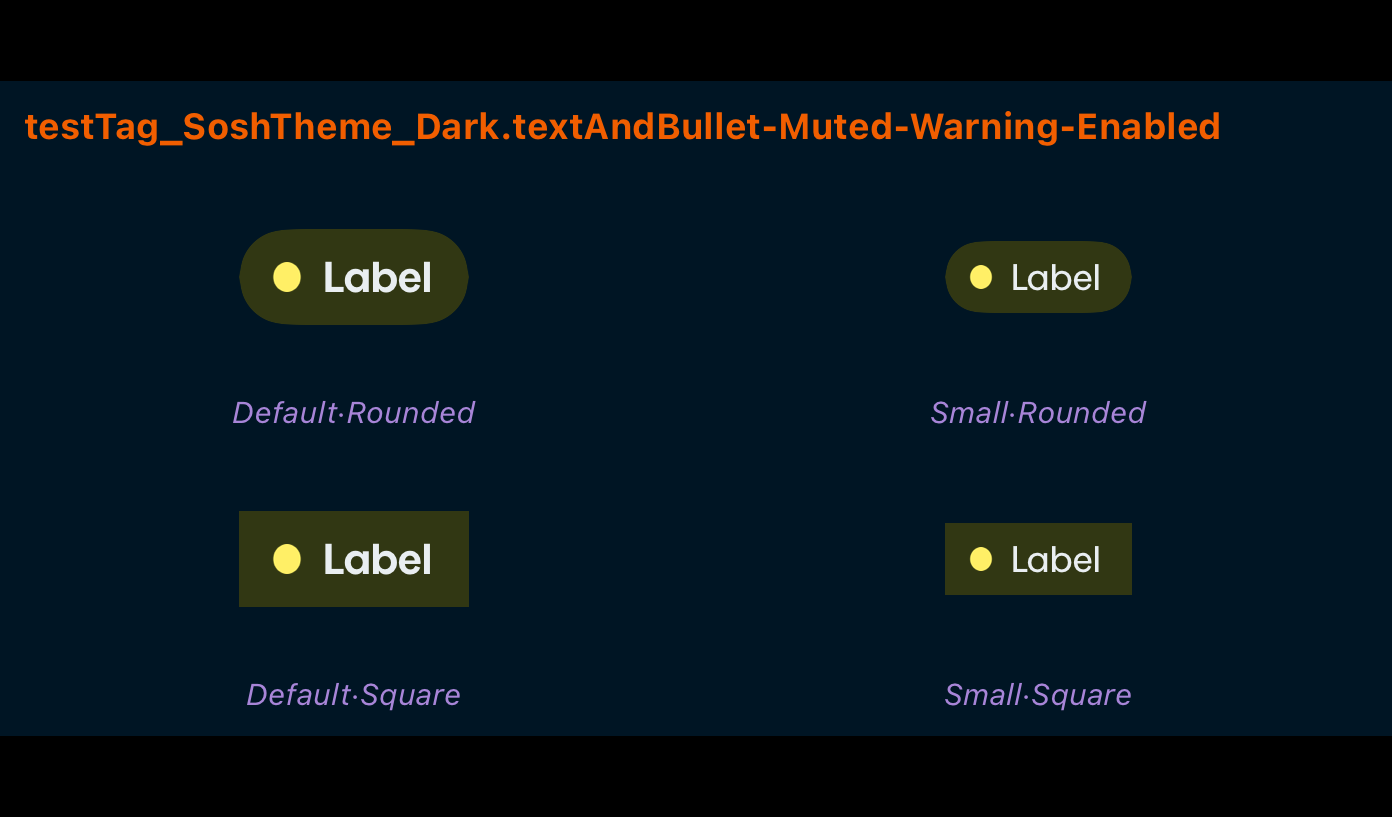 testTag_SoshTheme_Dark.textAndBullet-Muted-Warning-Enabled
Label
Label
Default·Rounded
Small·Rounded
Label
Label
Default·Square
Small·Square